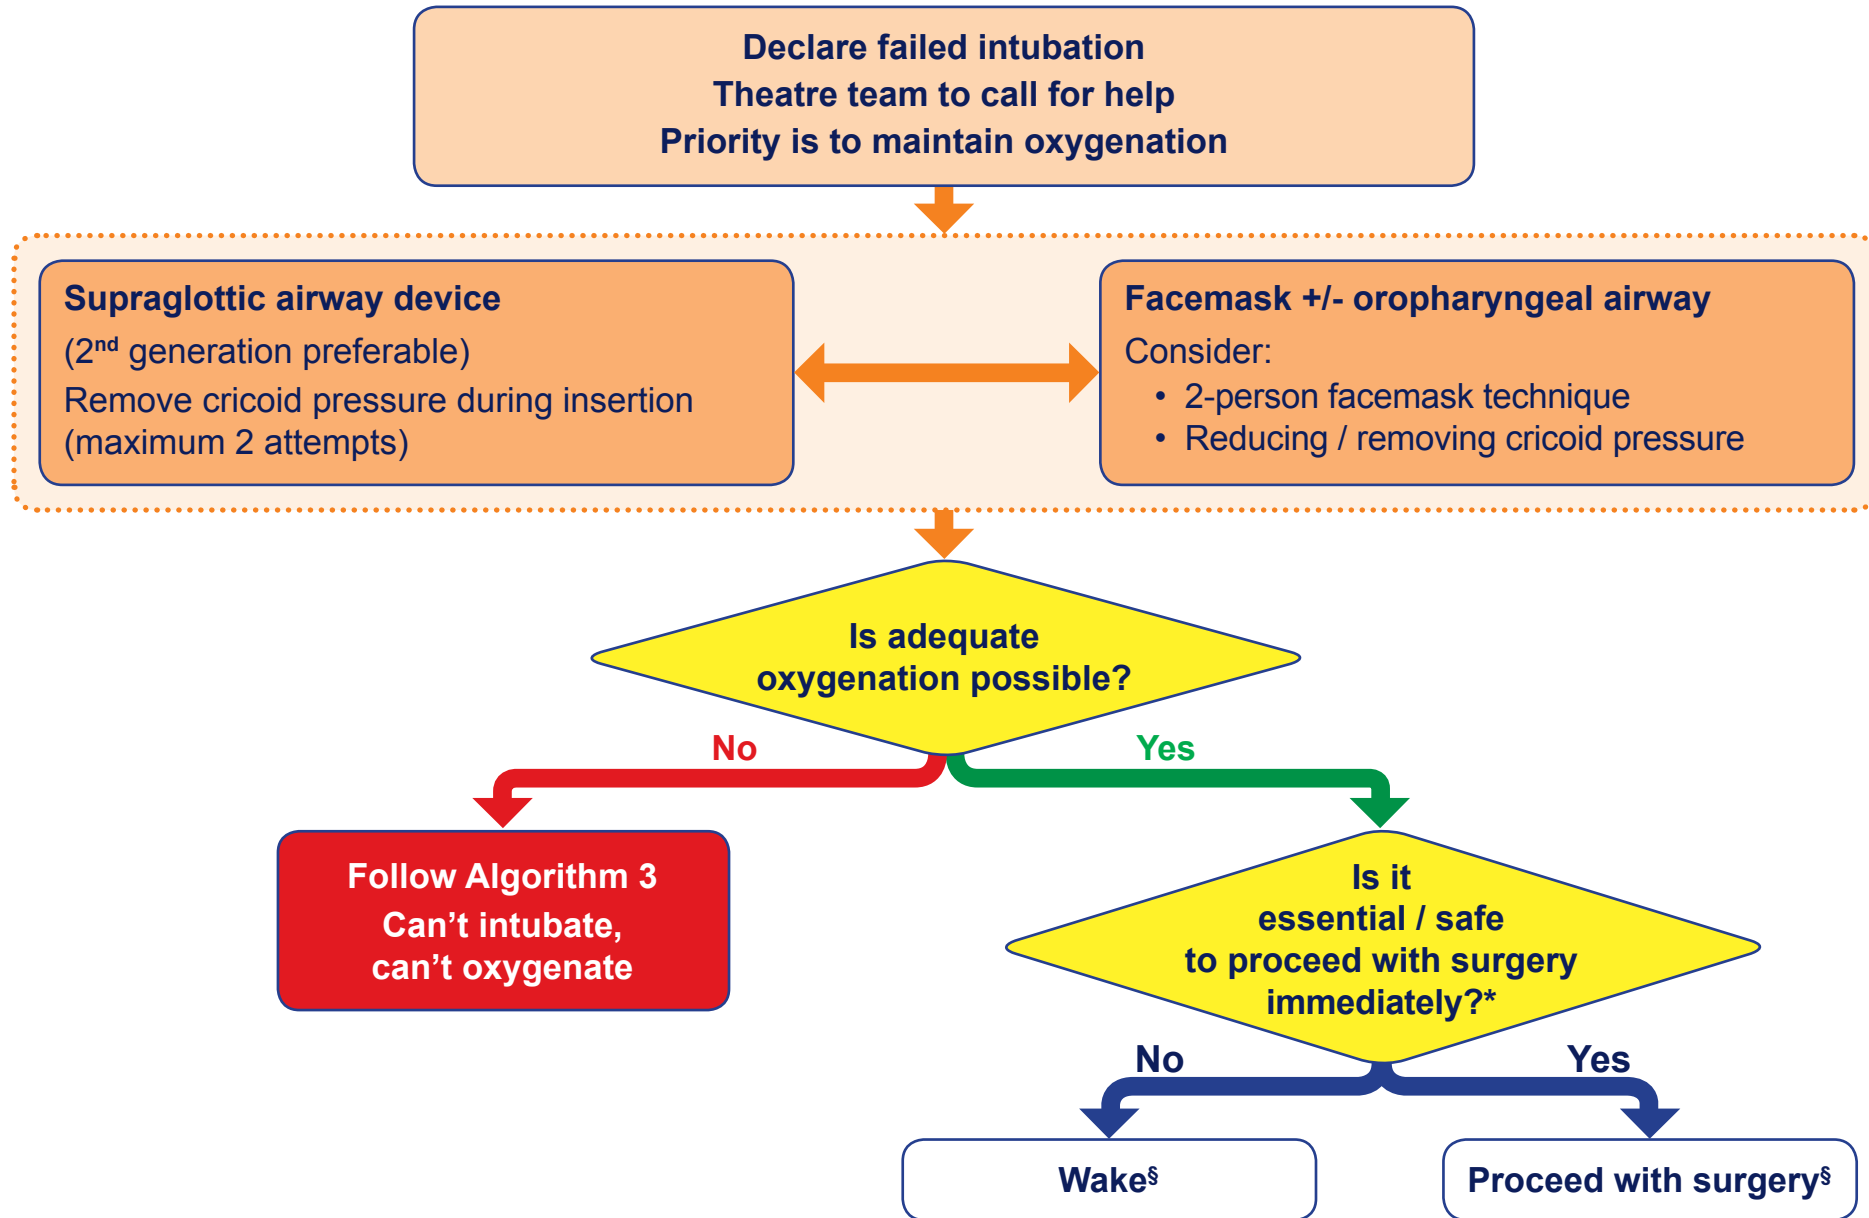 Declare failed intubation
Theatre team to call for help
Priority is to maintain oxygenation
Supraglottic airway device
(2nd generation preferable)
Remove cricoid pressure during insertion
(maximum 2 attempts)
Facemask +/- oropharyngeal airway
Consider:
• 2-person facemask technique
• Reducing / removing cricoid pressure
Is adequate
oxygenation possible?
No
Yes
Follow Algorithm 3
Can’t intubate,
can’t oxygenate
Is it
essential / safe
to proceed with surgery
immediately?*
No
Yes
Wake§
Proceed with surgery§